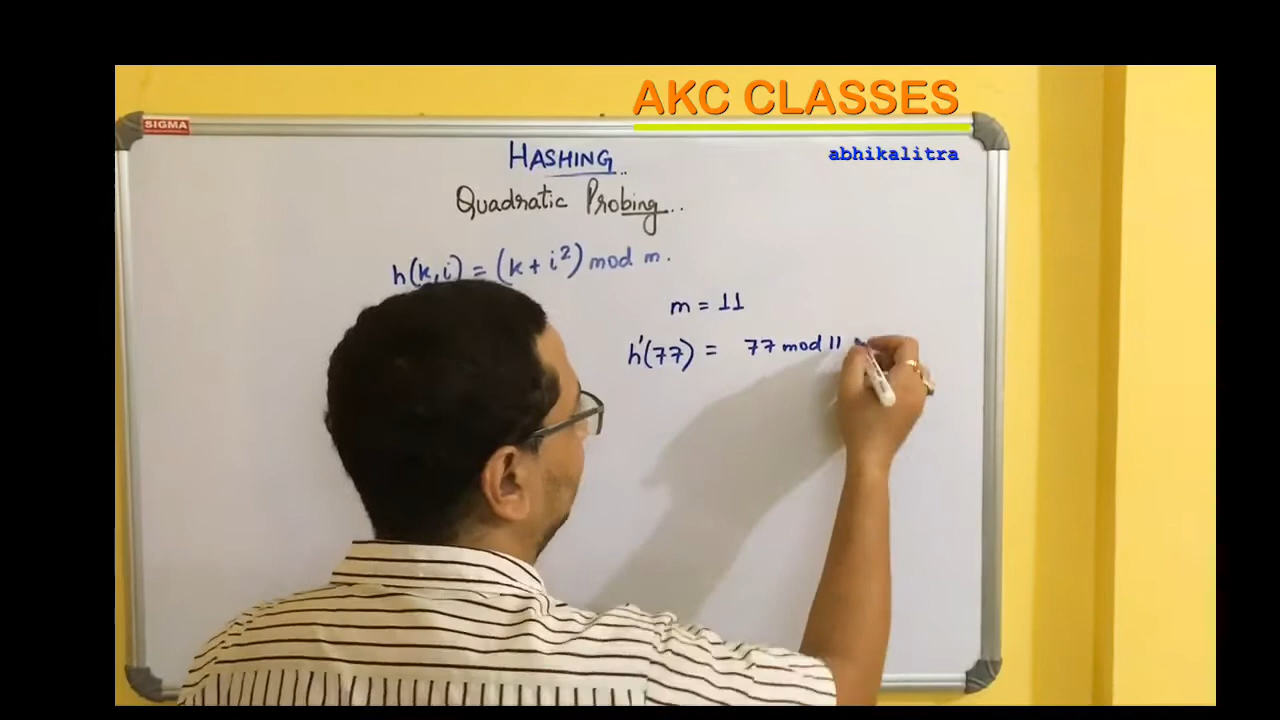 AKC CLASSES
SIGMA
abhikalitra
HASHING..
Quadratic Probing..
h(k,i) = (k + i²) mod m.
m = 11
h'(77) = 77 mod 11